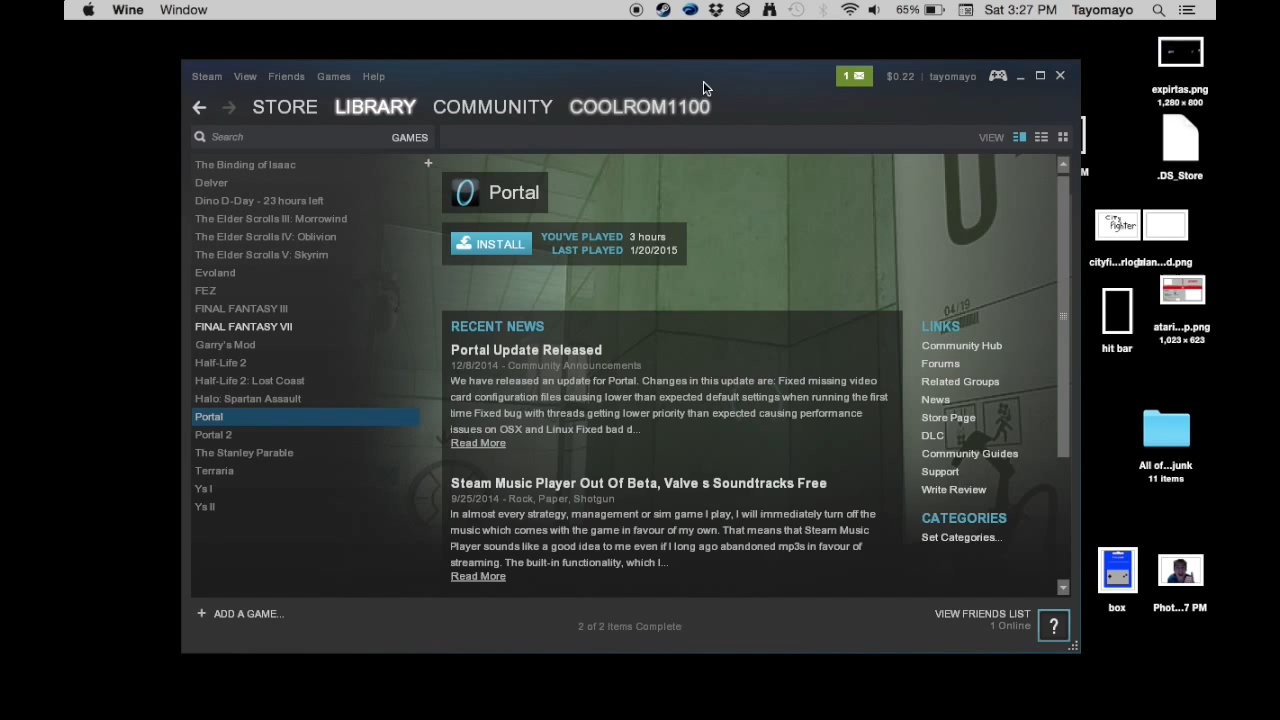 Wine Window 65% Sat 3:27 PM Tayomayo
Steam View Friends Games Help 1 $0.22 tayomayo
STORE LIBRARY COMMUNITY COOLROM1100
Search GAMES VIEW
The Binding of Isaac
Delver
Dino D-Day - 23 hours left
The Elder Scrolls III: Morrowind
The Elder Scrolls IV: Oblivion
The Elder Scrolls V: Skyrim
Evoland
FEZ
FINAL FANTASY III
FINAL FANTASY VII
Garry's Mod
Half-Life 2
Half-Life 2: Lost Coast
Halo: Spartan Assault
Portal
Portal 2
The Stanley Parable
Terraria
Ys I
Ys II
+ ADD A GAME...
Portal
INSTALL
YOU'VE PLAYED 3 hours
LAST PLAYED 1/20/2015
04/19
RECENT NEWS
Portal Update Released
12/8/2014 - Community Announcements
We have released an update for Portal. Changes in this update are: Fixed missing video
card configuration files causing lower than expected default settings when running the first
time Fixed bug with threads getting lower priority than expected causing performance
issues on OSX and Linux Fixed bad d...
Read More
Steam Music Player Out Of Beta, Valve s Soundtracks Free
9/25/2014 - Rock, Paper, Shotgun
In almost every strategy, management or sim game I play, I will immediately turn off the
music which comes with the game in favour of my own. That means that Steam Music
Player sounds like a good idea to me even if I long ago abandoned mp3s in favour of
streaming. The built-in functionality, which I...
Read More
LINKS
Community Hub
Forums
Related Groups
News
Store Page
DLC
Community Guides
Support
Write Review
CATEGORIES
Set Categories...
2 of 2 Items Complete
VIEW FRIENDS LIST
1 Online
?
expirtas.png
1,280 × 800
.DS_Store
M
city
fighter
cityfi...rlog
an...d.png
atari...p.png
1,023 × 623
hit bar
All of...junk
11 items
box
Phot...7 PM